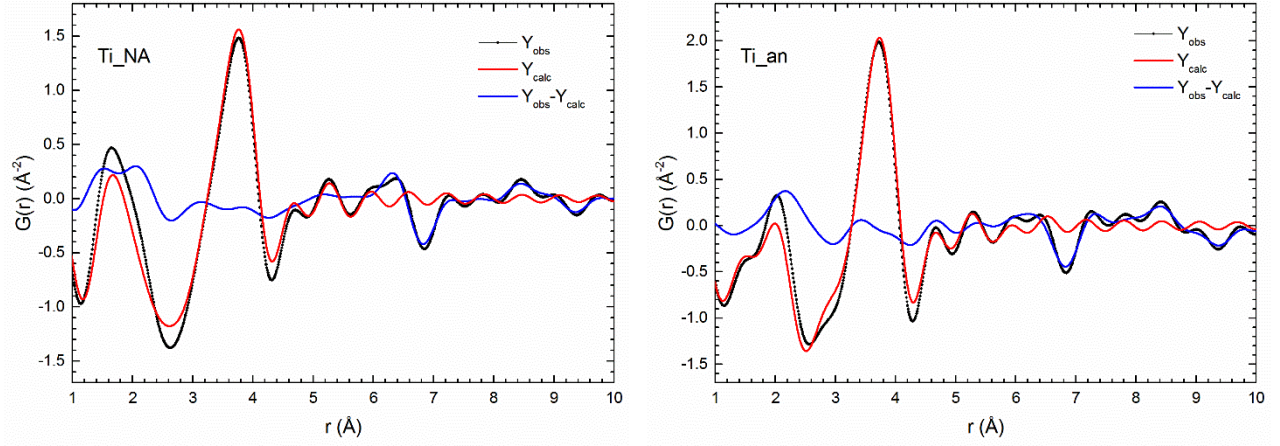 Ti_NA
Y_obs
Y_calc
Y_obs-Y_calc
1.5
1.0
0.5
0.0
-0.5
-1.0
-1.5
G(r) (Å⁻²)
1 2 3 4 5 6 7 8 9 10
r (Å)
Ti_an
Y_obs
Y_calc
Y_obs-Y_calc
2.0
1.5
1.0
0.5
0.0
-0.5
-1.0
-1.5
G(r) (Å⁻²)
1 2 3 4 5 6 7 8 9 10
r (Å)